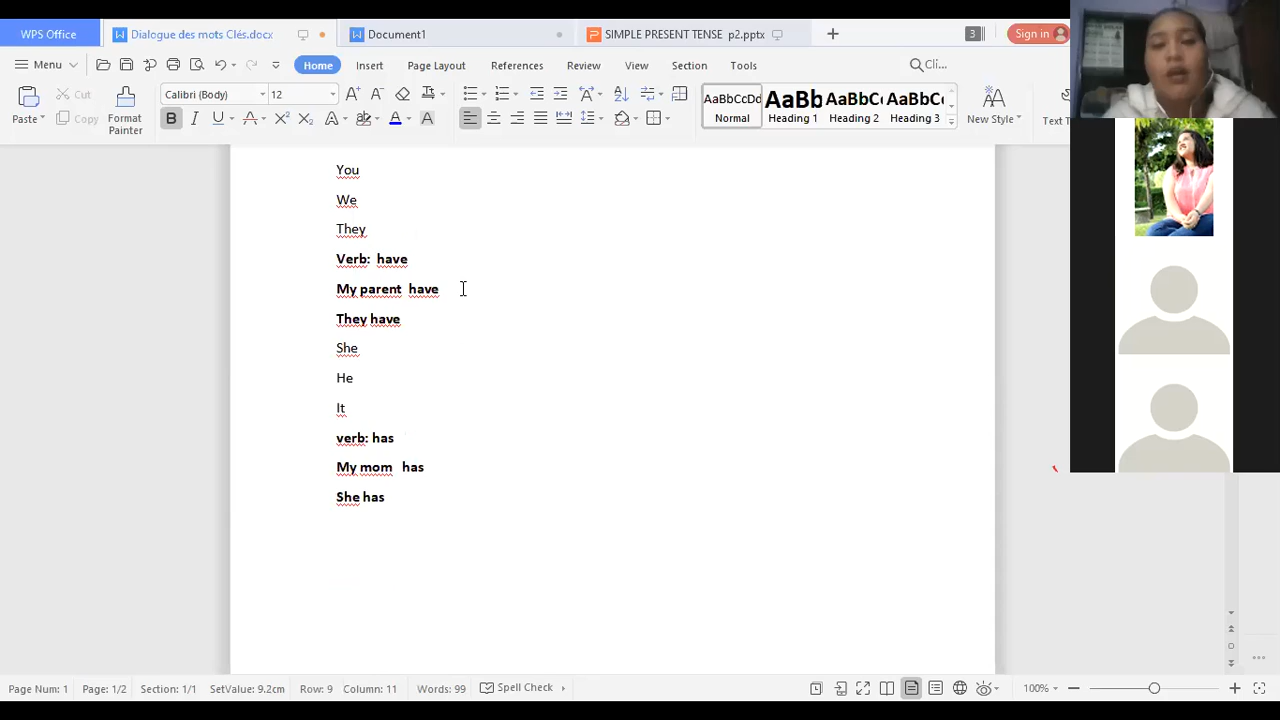 WPS Office
Dialogue des mots Clés.docx
Document1
SIMPLE PRESENT TENSE p2.pptx
3
Sign in
Menu
Home
Insert
Page Layout
References
Review
View
Section
Tools
Cli...
Paste
Cut
Copy
Format
Painter
Calibri (Body)
12
AaBbCcDd
Normal
AaBb
Heading 1
AaBbC
Heading 2
AaBbC
Heading 3
New Style
Text T
You
We
They
Verb: have
My parent have
They have
She
He
It
verb: has
My mom has
She has
Page Num: 1
Page: 1/2
Section: 1/1
SetValue: 9.2cm
Row: 9
Column: 11
Words: 99
Spell Check
100%